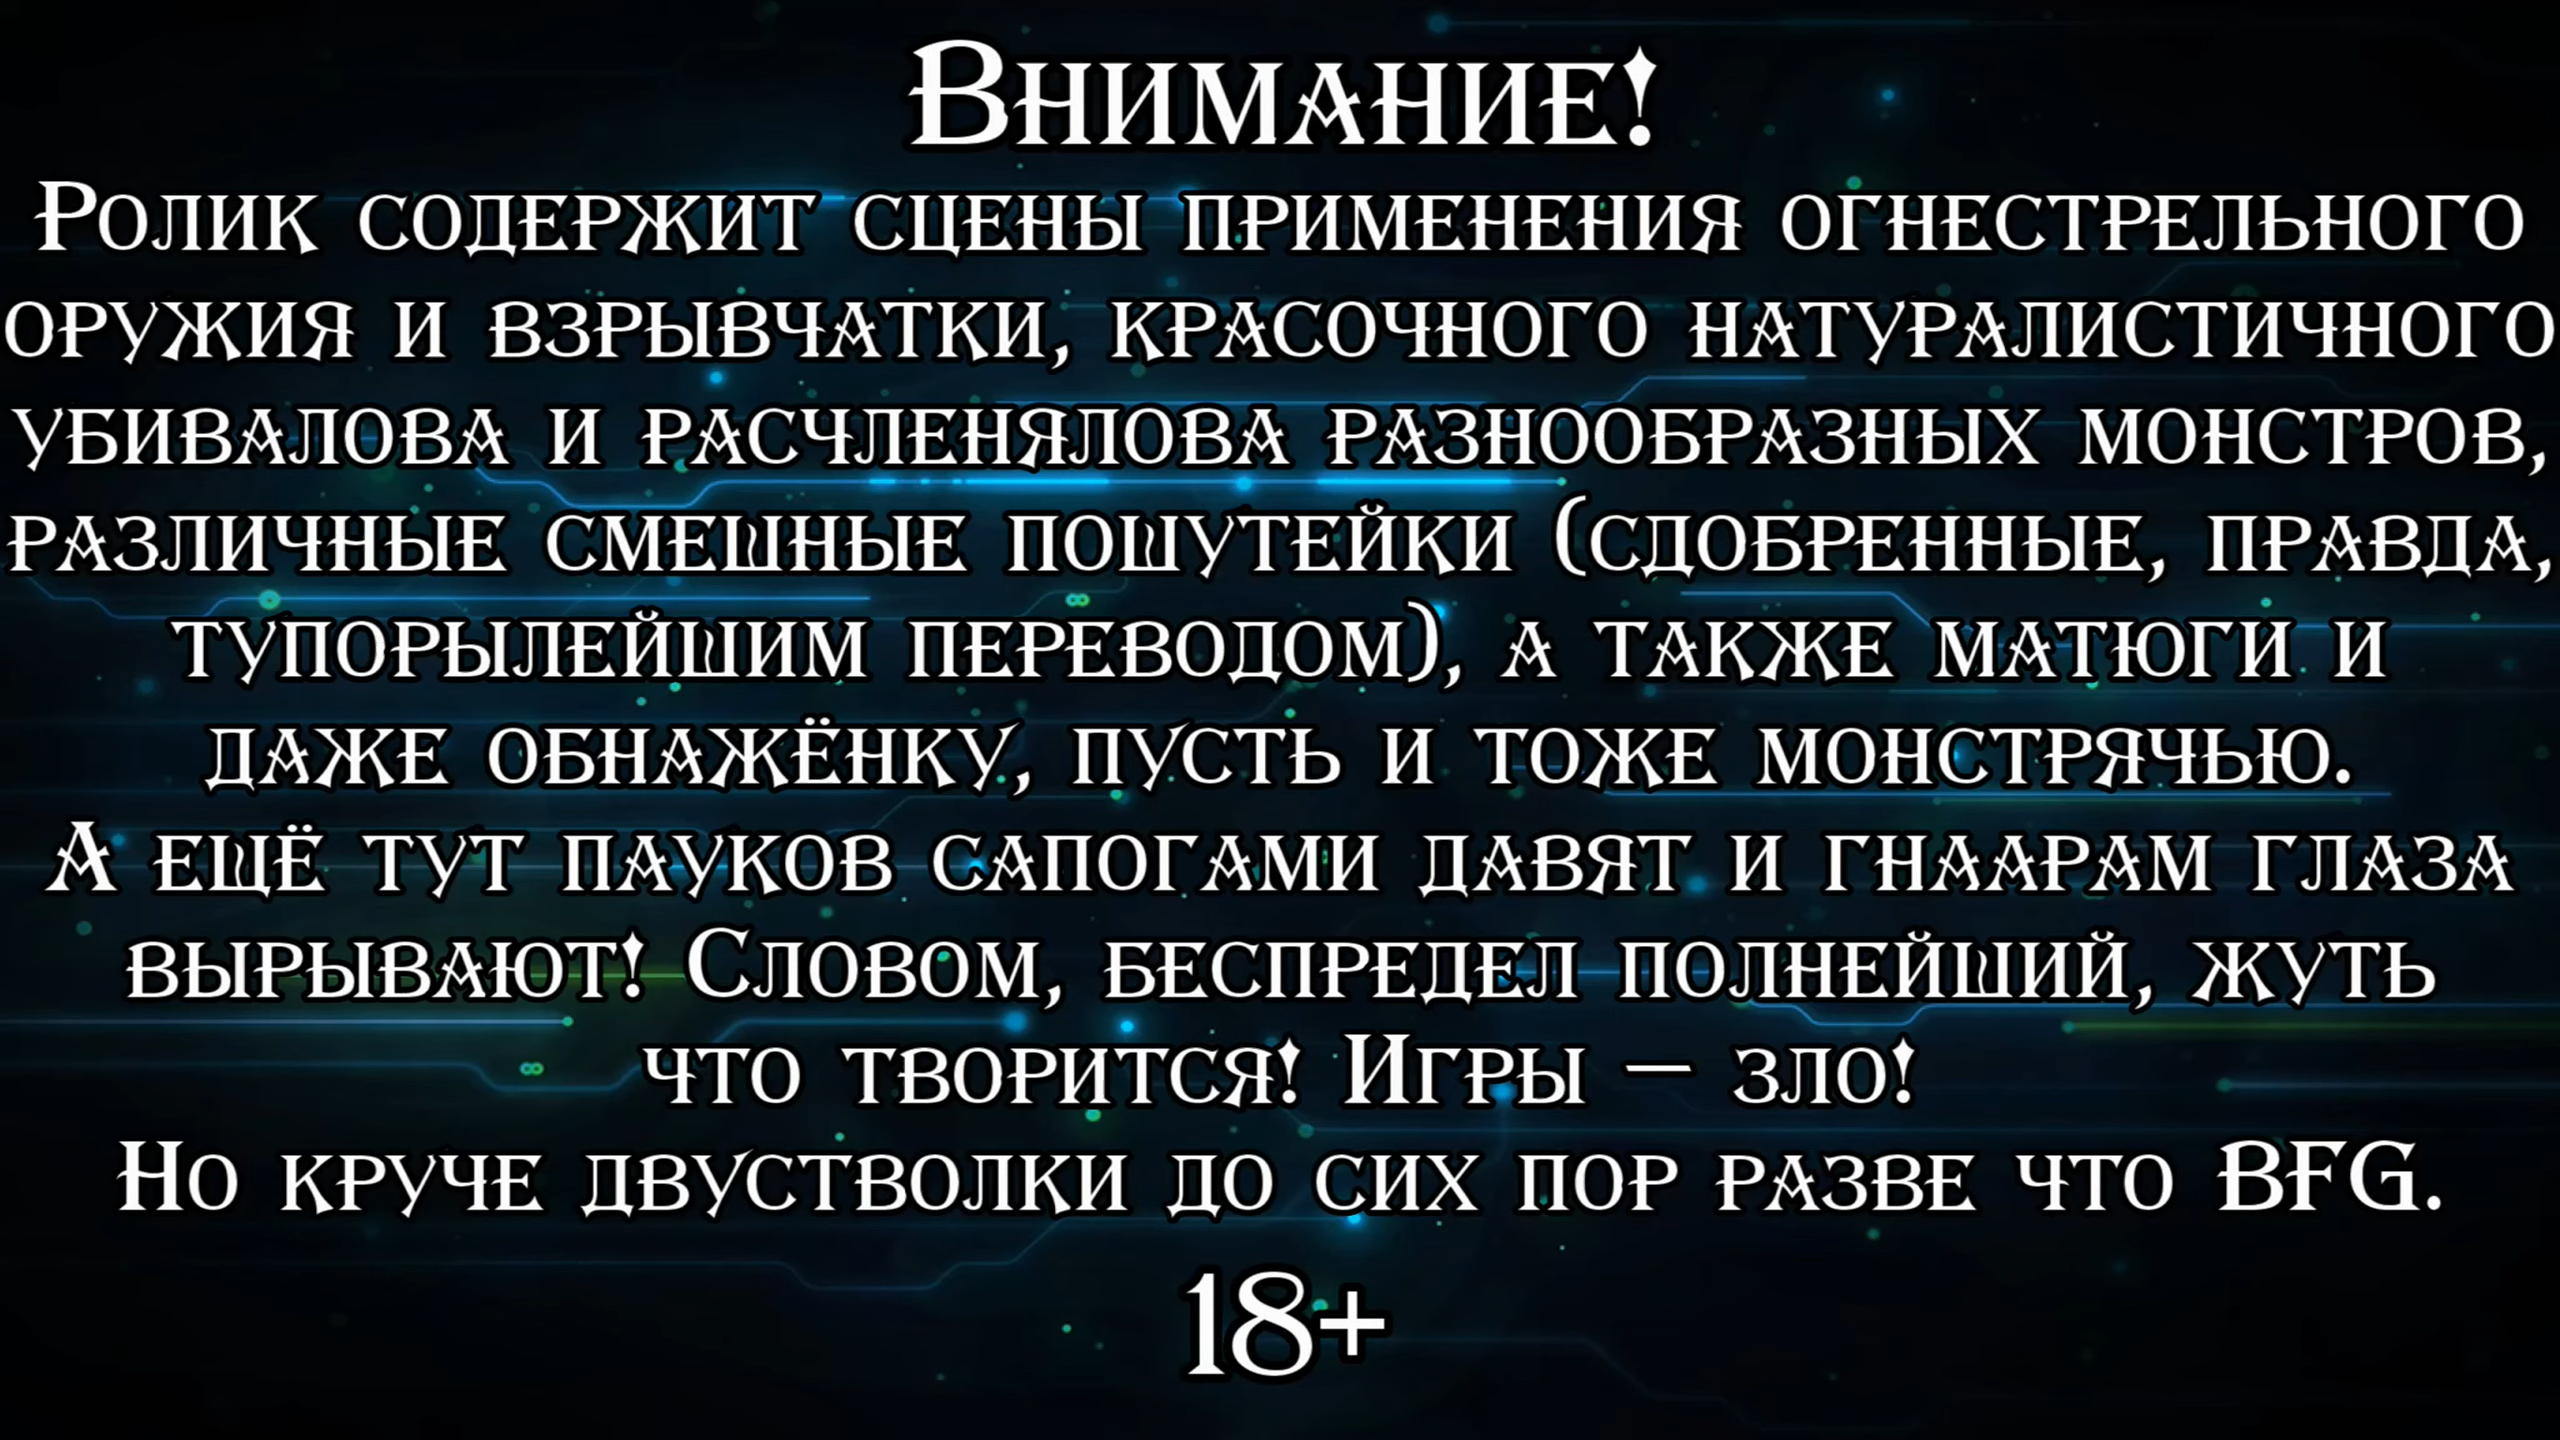 Внимание!
Ролик содержит сцены применения огнестрельного
оружия и взрывчатки, красочного натуралистичного
убивалова и расчленялова разнообразных монстров,
различные смешные пошутейки (сдобренные, правда,
тупорылейшим переводом), а также матюги и
даже обнажёнку, пусть и тоже монстрячью.
А ещё тут пауков сапогами давят и гнаарам глаза
вырывают! Словом, беспредел полнейший, жуть
что творится! Игры — зло!
Но круче двустволки до сих пор разве что BFG.
18+